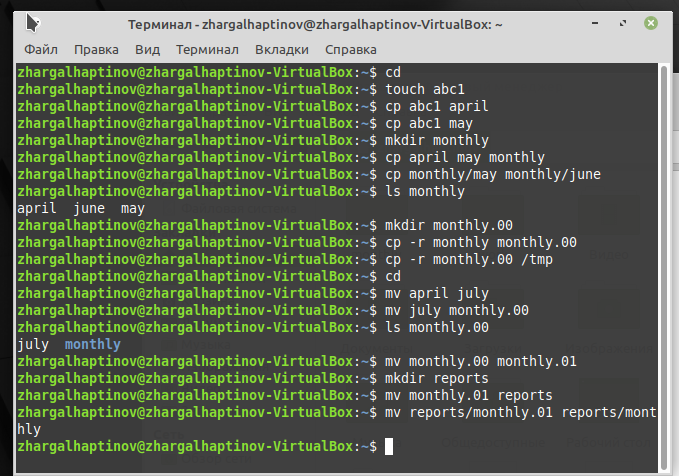 Терминал - zhargalhaptinov@zhargalhaptinov-VirtualBox: ~
Файл Правка Вид Терминал Вкладки Справка
zhargalhaptinov@zhargalhaptinov-VirtualBox:~$ cd
zhargalhaptinov@zhargalhaptinov-VirtualBox:~$ touch abc1
zhargalhaptinov@zhargalhaptinov-VirtualBox:~$ cp abc1 april
zhargalhaptinov@zhargalhaptinov-VirtualBox:~$ cp abc1 may
zhargalhaptinov@zhargalhaptinov-VirtualBox:~$ mkdir monthly
zhargalhaptinov@zhargalhaptinov-VirtualBox:~$ cp april may monthly
zhargalhaptinov@zhargalhaptinov-VirtualBox:~$ cp monthly/may monthly/june
zhargalhaptinov@zhargalhaptinov-VirtualBox:~$ ls monthly
april june may
zhargalhaptinov@zhargalhaptinov-VirtualBox:~$ mkdir monthly.00
zhargalhaptinov@zhargalhaptinov-VirtualBox:~$ cp -r monthly monthly.00
zhargalhaptinov@zhargalhaptinov-VirtualBox:~$ cp -r monthly.00 /tmp
zhargalhaptinov@zhargalhaptinov-VirtualBox:~$ cd
zhargalhaptinov@zhargalhaptinov-VirtualBox:~$ mv april july
zhargalhaptinov@zhargalhaptinov-VirtualBox:~$ mv july monthly.00
zhargalhaptinov@zhargalhaptinov-VirtualBox:~$ ls monthly.00
july monthly
zhargalhaptinov@zhargalhaptinov-VirtualBox:~$ mv monthly.00 monthly.01
zhargalhaptinov@zhargalhaptinov-VirtualBox:~$ mkdir reports
zhargalhaptinov@zhargalhaptinov-VirtualBox:~$ mv monthly.01 reports
zhargalhaptinov@zhargalhaptinov-VirtualBox:~$ mv reports/monthly.01 reports/mont
hly
zhargalhaptinov@zhargalhaptinov-VirtualBox:~$